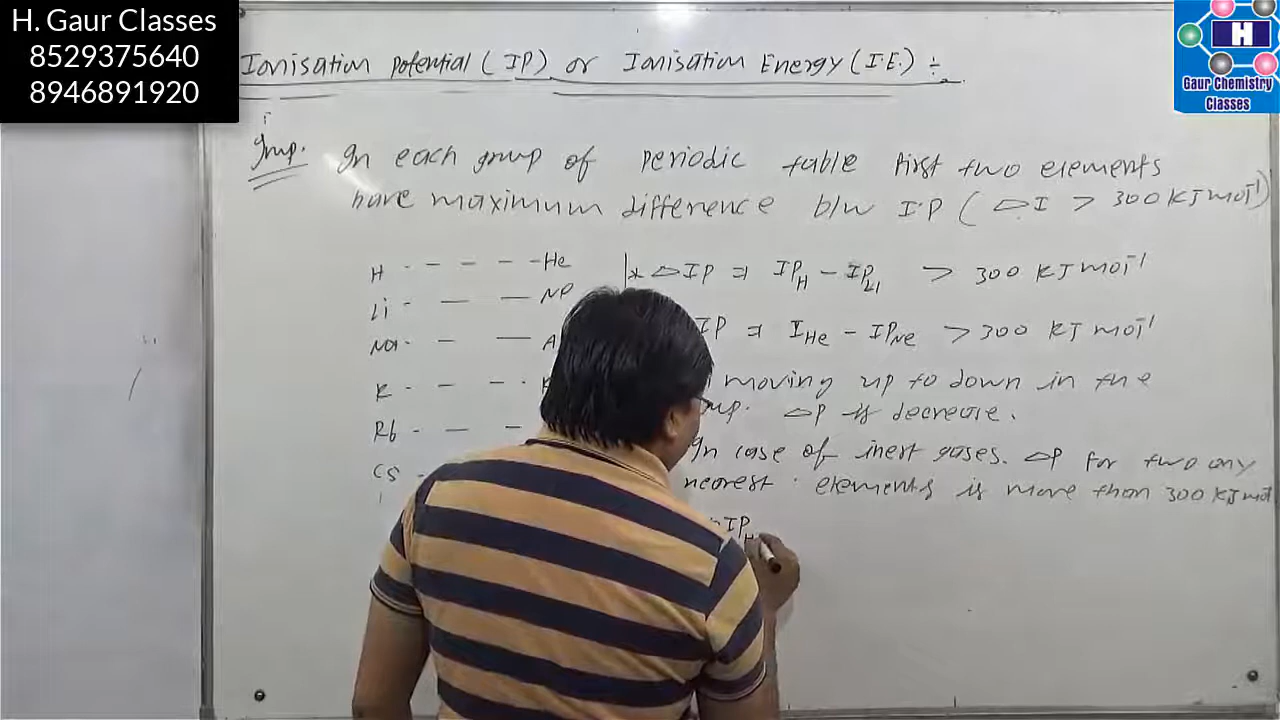 H. Gaur Classes
8529375640
8946891920
H
Gaur Chemistry
Classes
Ionisation Potential (IP) or Ionisation Energy (I.E.) ÷
Imp. In each group of periodic table first two elements
have maximum difference b/w I.P ( △I > 300 KJ mol⁻¹)
H - - - - - He
Li - — — Ne
Na - - — A
K - - - .
Rb - — -
Cs -
* △IP ⇒ IP_H - IP_Li > 300 KJ mol⁻¹
IP ⇒ I_He - IP_Ne > 300 KJ mol⁻¹
moving up to down in the
△P is decrease.
In case of inert gases. △P for two any
nearest elements is more than 300 KJ mol
IP_H